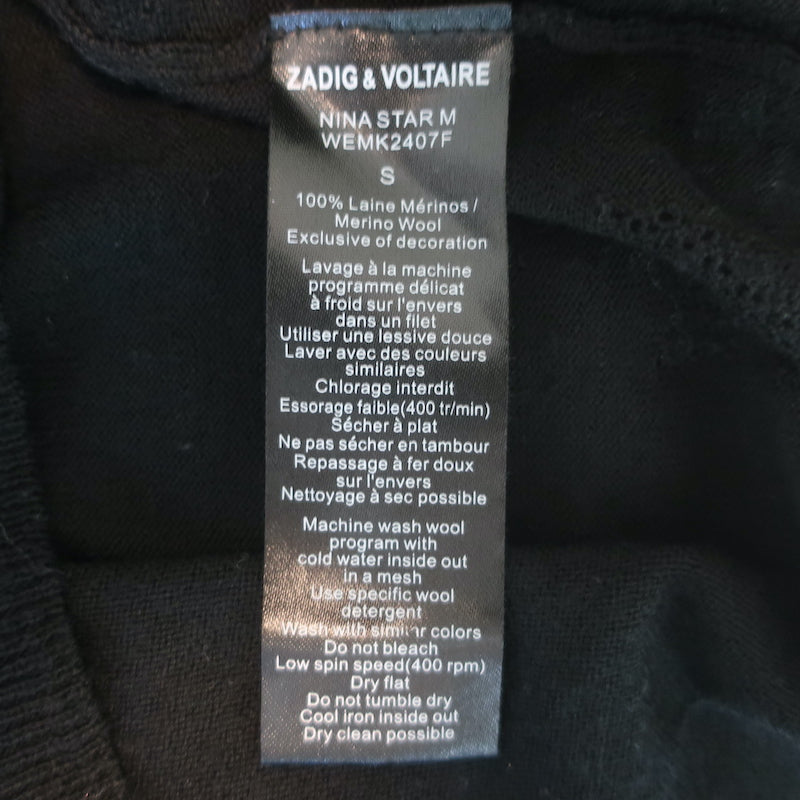 ZADIG & VOLTAIRE
NINA STAR M
WEMK2407F
S
100% Laine Mérinos /
Merino Wool
Exclusive of decoration
Lavage à la machine
programme délicat
à froid sur l'envers
dans un filet
Utiliser une lessive douce
Laver avec des couleurs
similaires
Chlorage interdit
Essorage faible(400 tr/min)
Sécher à plat
Ne pas sécher en tambour
Repassage à fer doux
sur l'envers
Nettoyage à sec possible
Machine wash wool
program with
cold water inside out
in a mesh
Use specific wool
detergent
Wash with similar colors
Do not bleach
Low spin speed(400 rpm)
Dry flat
Do not tumble dry
Cool iron inside out
Dry clean possible